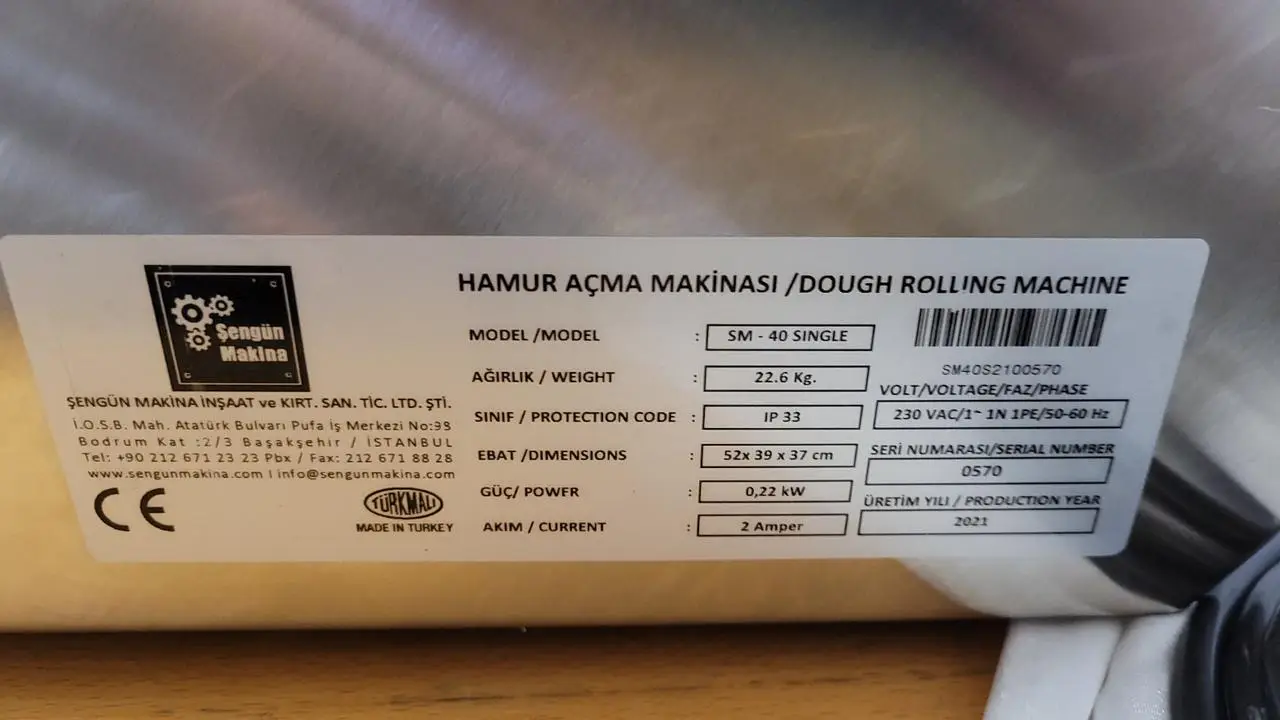 Şengün
Makina
ŞENGÜN MAKİNA İNŞAAT ve KIRT. SAN. TİC. LTD. ŞTİ.
İ.O.S.B. Mah. Atatürk Bulvarı Pufa İş Merkezi No:98
Bodrum Kat :2/3 Başakşehir / İSTANBUL
Tel: +90 212 671 23 23 Pbx / Fax: 212 671 88 28
www.sengunmakina.com I info@sengunmakina.com
CE
TÜRKMALI
MADE IN TURKEY
HAMUR AÇMA MAKİNASI /DOUGH ROLLING MACHINE
MODEL /MODEL : SM - 40 SINGLE
AĞIRLIK / WEIGHT : 22.6 Kg.
SINIF / PROTECTION CODE : IP 33
EBAT /DIMENSIONS : 52x 39 x 37 cm
GÜÇ/ POWER : 0,22 kW
AKIM / CURRENT : 2 Amper
SM40S2100570
VOLT/VOLTAGE/FAZ/PHASE
230 VAC/1~ 1N 1PE/50-60 Hz
SERİ NUMARASI/SERIAL NUMBER
0570
ÜRETİM YILI / PRODUCTION YEAR
2021